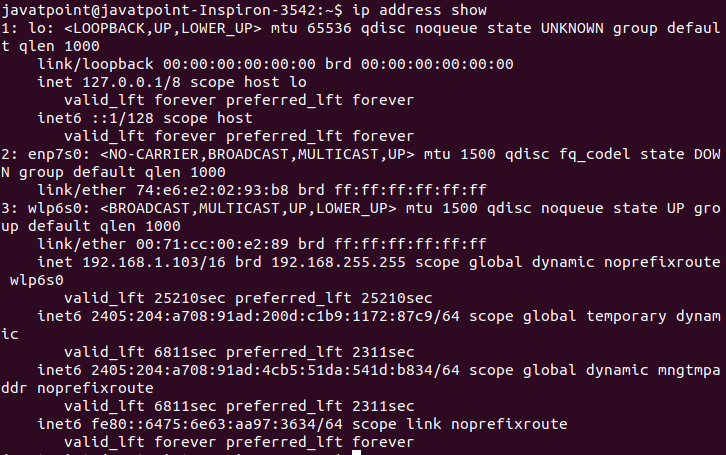 javatpoint@javatpoint-Inspiron-3542:~$ ip address show
1: lo: <LOOPBACK,UP,LOWER_UP> mtu 65536 qdisc noqueue state UNKNOWN group defaul
t qlen 1000
    link/loopback 00:00:00:00:00:00 brd 00:00:00:00:00:00
    inet 127.0.0.1/8 scope host lo
       valid_lft forever preferred_lft forever
    inet6 ::1/128 scope host
       valid_lft forever preferred_lft forever
2: enp7s0: <NO-CARRIER,BROADCAST,MULTICAST,UP> mtu 1500 qdisc fq_codel state DOW
N group default qlen 1000
    link/ether 74:e6:e2:02:93:b8 brd ff:ff:ff:ff:ff:ff
3: wlp6s0: <BROADCAST,MULTICAST,UP,LOWER_UP> mtu 1500 qdisc noqueue state UP gro
up default qlen 1000
    link/ether 00:71:cc:00:e2:89 brd ff:ff:ff:ff:ff:ff
    inet 192.168.1.103/16 brd 192.168.255.255 scope global dynamic noprefixroute
 wlp6s0
       valid_lft 25210sec preferred_lft 25210sec
    inet6 2405:204:a708:91ad:200d:c1b9:1172:87c9/64 scope global temporary dynam
ic
       valid_lft 6811sec preferred_lft 2311sec
    inet6 2405:204:a708:91ad:4cb5:51da:541d:b834/64 scope global dynamic mngtmpa
ddr noprefixroute
       valid_lft 6811sec preferred_lft 2311sec
    inet6 fe80::6475:6e63:aa97:3634/64 scope link noprefixroute
       valid_lft forever preferred_lft forever